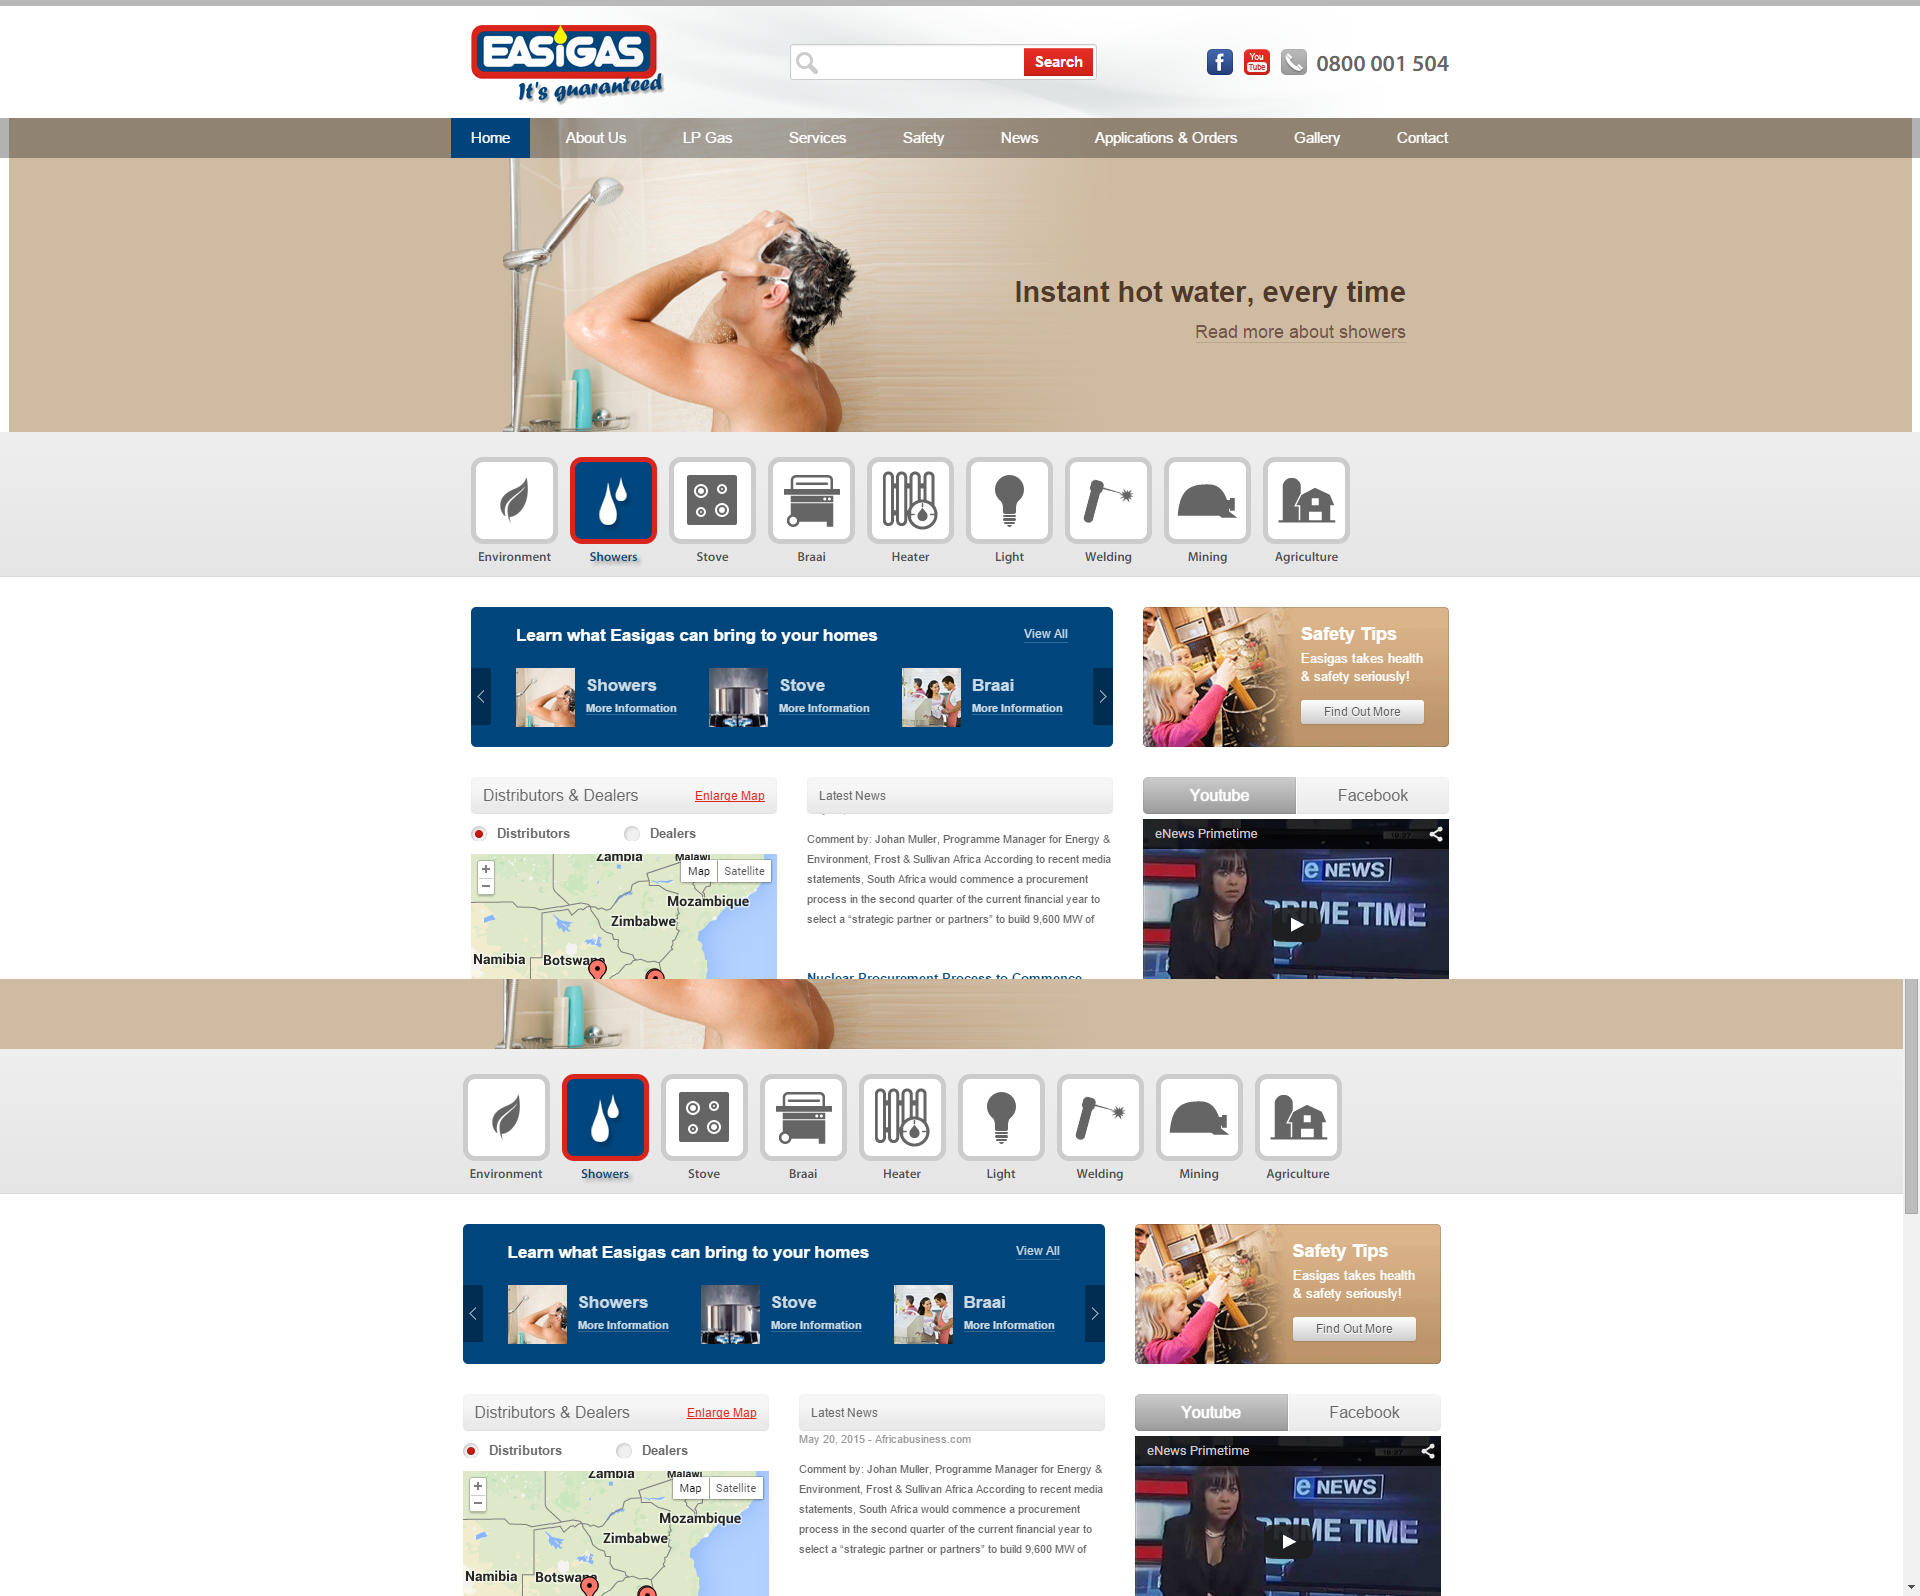 EASIGAS
It's guaranteed
Search
You
Tube
0800 001 504
Home
About Us
LP Gas
Services
Safety
News
Applications & Orders
Gallery
Contact
Instant hot water, every time
Read more about showers
Environment
Showers
Stove
Braai
Heater
Light
Welding
Mining
Agriculture
Learn what Easigas can bring to your homes
View All
Showers
More Information
Stove
More Information
Braai
More Information
Safety Tips
Easigas takes health
& safety seriously!
Find Out More
Distributors & Dealers
Enlarge Map
Distributors
Dealers
Zambia
Malawi
Map
Satellite
Mozambique
Zimbabwe
Namibia
Botswana
Latest News
Comment by: Johan Muller, Programme Manager for Energy &
Environment, Frost & Sullivan Africa According to recent media
statements, South Africa would commence a procurement
process in the second quarter of the current financial year to
select a “strategic partner or partners” to build 9,600 MW of
Nuclear Procurement Process to Commence
Youtube
Facebook
eNews Primetime
e NEWS
PRIME TIME
Environment
Showers
Stove
Braai
Heater
Light
Welding
Mining
Agriculture
Learn what Easigas can bring to your homes
View All
Showers
More Information
Stove
More Information
Braai
More Information
Safety Tips
Easigas takes health
& safety seriously!
Find Out More
Distributors & Dealers
Enlarge Map
Distributors
Dealers
Zambia
Malawi
Map
Satellite
Mozambique
Zimbabwe
Namibia
Botswana
Latest News
May 20, 2015 - Africabusiness.com
Comment by: Johan Muller, Programme Manager for Energy &
Environment, Frost & Sullivan Africa According to recent media
statements, South Africa would commence a procurement
process in the second quarter of the current financial year to
select a “strategic partner or partners” to build 9,600 MW of
Youtube
Facebook
eNews Primetime
e NEWS
PRIME TIME